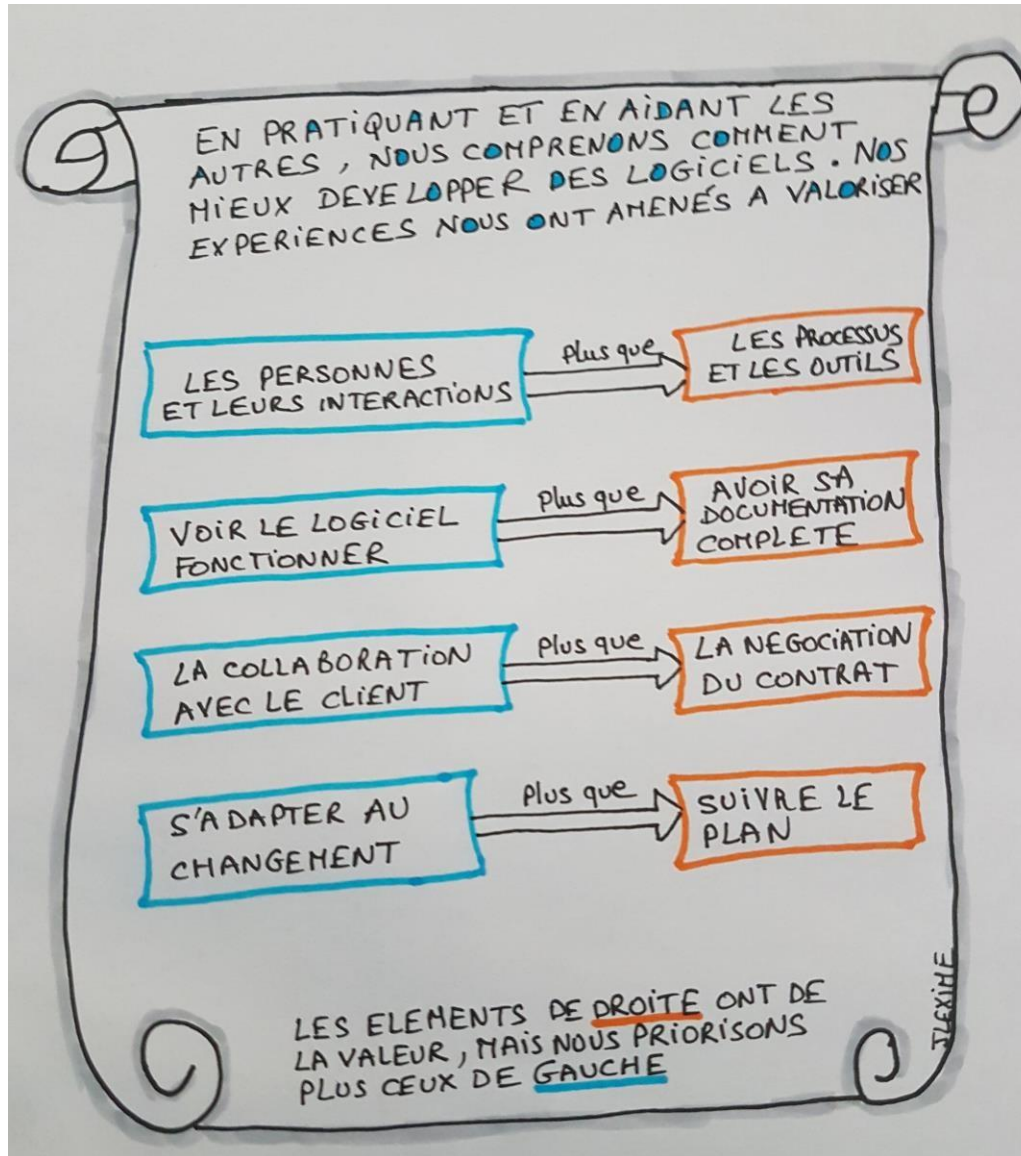 EN PRATIQUANT ET EN AIDANT LES
AUTRES, NOUS COMPRENONS COMMENT
MIEUX DEVELOPPER DES LOGICIELS. NOS
EXPERIENCES NOUS ONT AMENÉS A VALORISER
LES PERSONNES
ET LEURS INTERACTIONS
Plus que
LES PROCESSUS
ET LES OUTILS
VOIR LE LOGICIEL
FONCTIONNER
Plus que
AVOIR SA
DOCUMENTATION
COMPLETE
LA COLLABORATION
AVEC LE CLIENT
Plus que
LA NEGOCIATION
DU CONTRAT
S'ADAPTER AU
CHANGEMENT
Plus que
SUIVRE LE
PLAN
LES ELEMENTS DE DROITE ONT DE
LA VALEUR, MAIS NOUS PRIORISONS
PLUS CEUX DE GAUCHE
JLEXIME